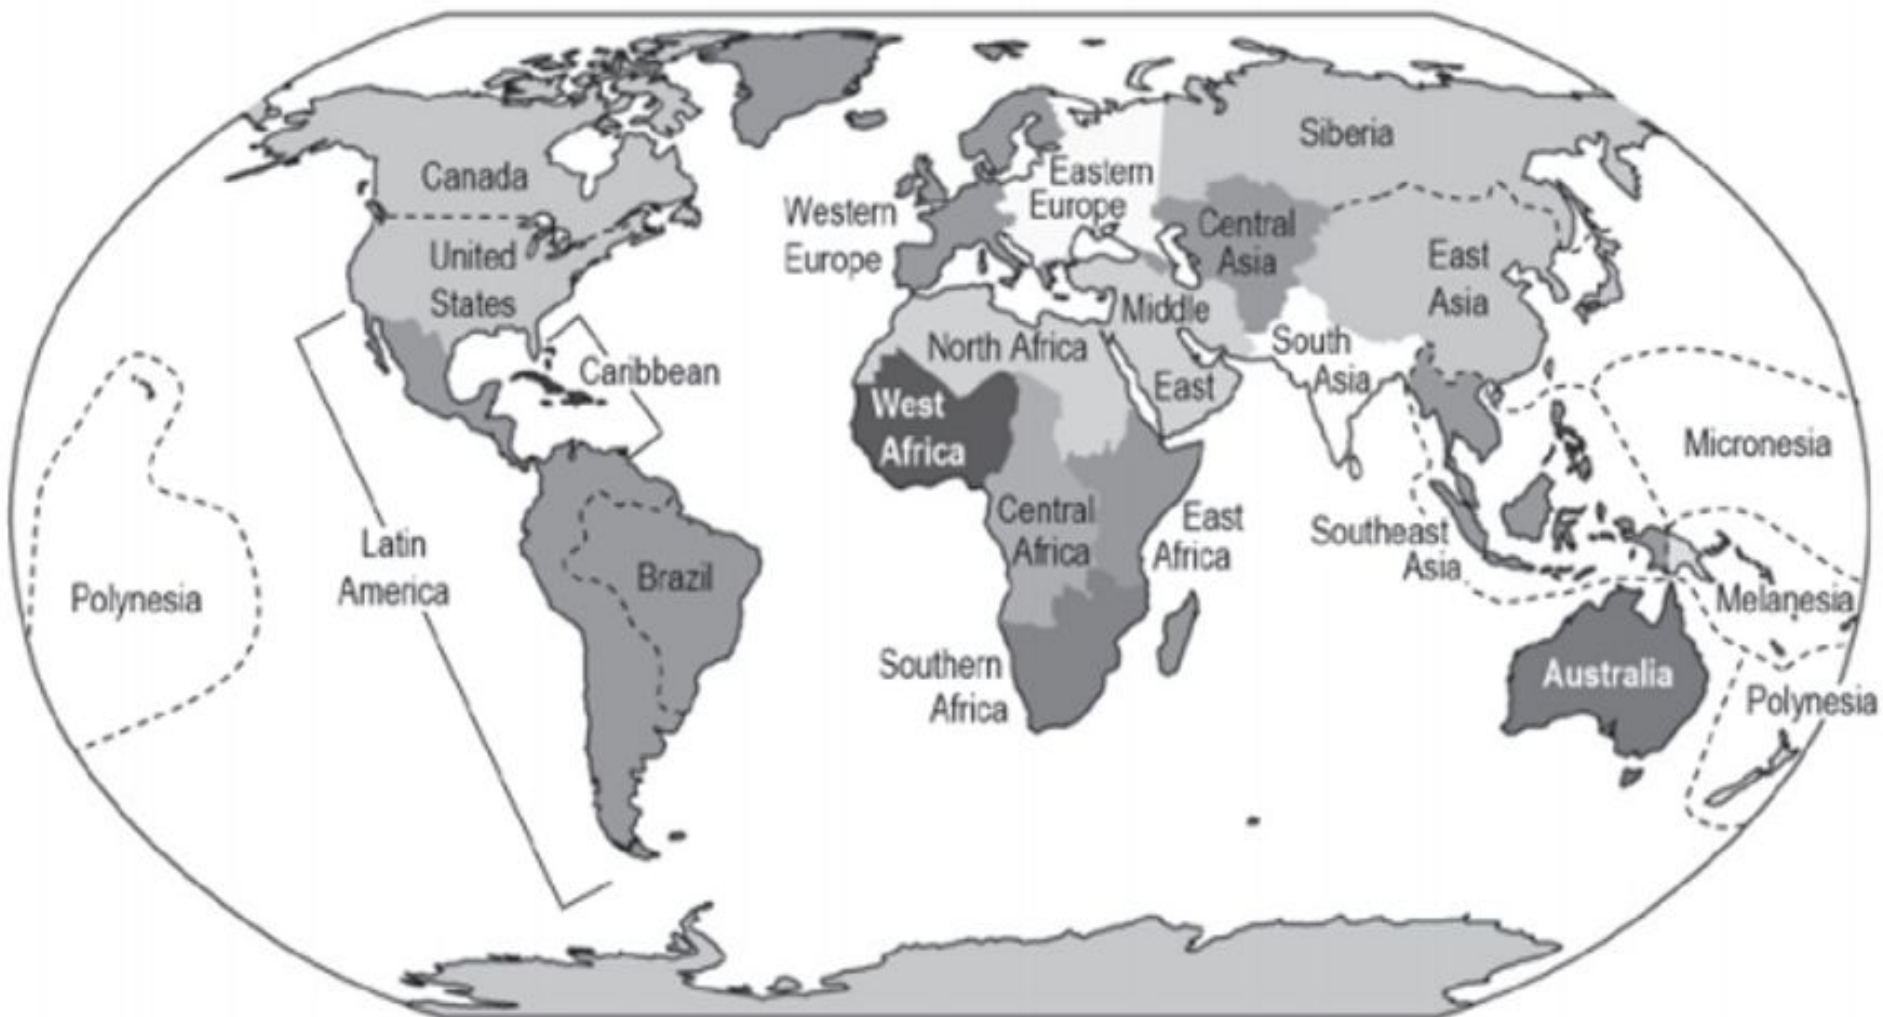 Canada
United
States
Caribbean
Latin
America
Brazil
Polynesia
Western
Europe
Eastern
Europe
Siberia
Central
Asia
East
Asia
Middle
East
South
Asia
North Africa
West
Africa
Central
Africa
East
Africa
Southern
Africa
Southeast
Asia
Micronesia
Melanesia
Australia
Polynesia